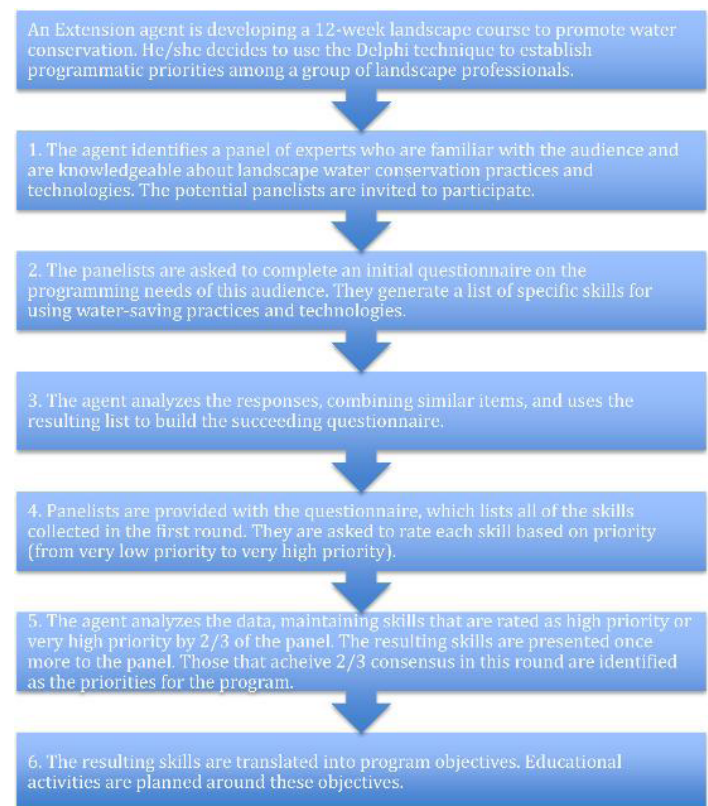 An Extension agent is developing a 12-week landscape course to promote water
conservation. He/she decides to use the Delphi technique to establish
programmatic priorities among a group of landscape professionals.
1. The agent identifies a panel of experts who are familiar with the audience and
are knowledgeable about landscape water conservation practices and
technologies. The potential panelists are invited to participate.
2. The panelists are asked to complete an initial questionnaire on the
programming needs of this audience. They generate a list of specific skills for
using water-saving practices and technologies.
3. The agent analyzes the responses, combining similar items, and uses the
resulting list to build the succeeding questionnaire.
4. Panelists are provided with the questionnaire, which lists all of the skills
collected in the first round. They are asked to rate each skill based on priority
(from very low priority to very high priority).
5. The agent analyzes the data, maintaining skills that are rated as high priority or
very high priority by 2/3 of the panel. The resulting skills are presented once
more to the panel. Those that acheive 2/3 consensus in this round are identified
as the priorities for the program.
6. The resulting skills are translated into program objectives. Educational
activities are planned around these objectives.